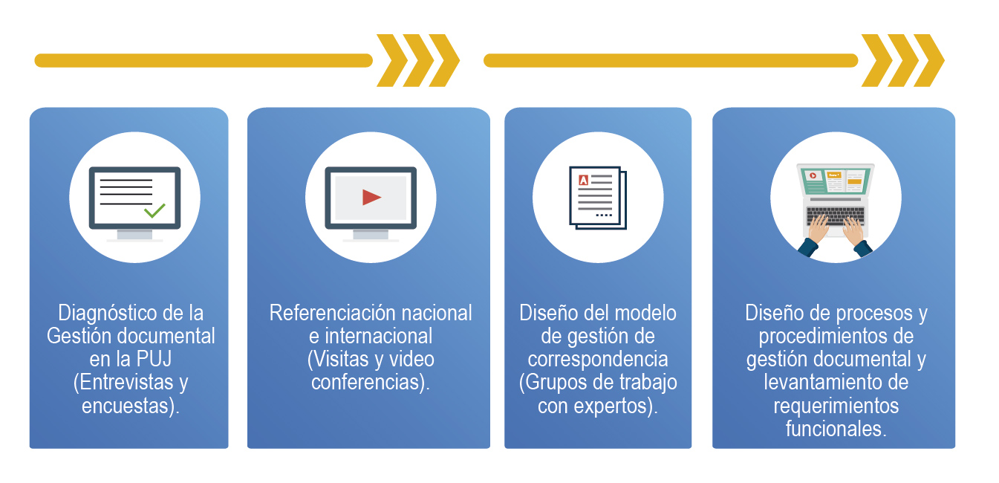 Diagnóstico de la
Gestión documental
en la PUJ
(Entrevistas y
encuestas).
Referenciación nacional
e internacional
(Visitas y video
conferencias).
A
Diseño del modelo
de gestión de
correspondencia
(Grupos de trabajo
con expertos).
Diseño de procesos y
procedimientos de
gestión documental y
levantamiento de
requerimientos
funcionales.